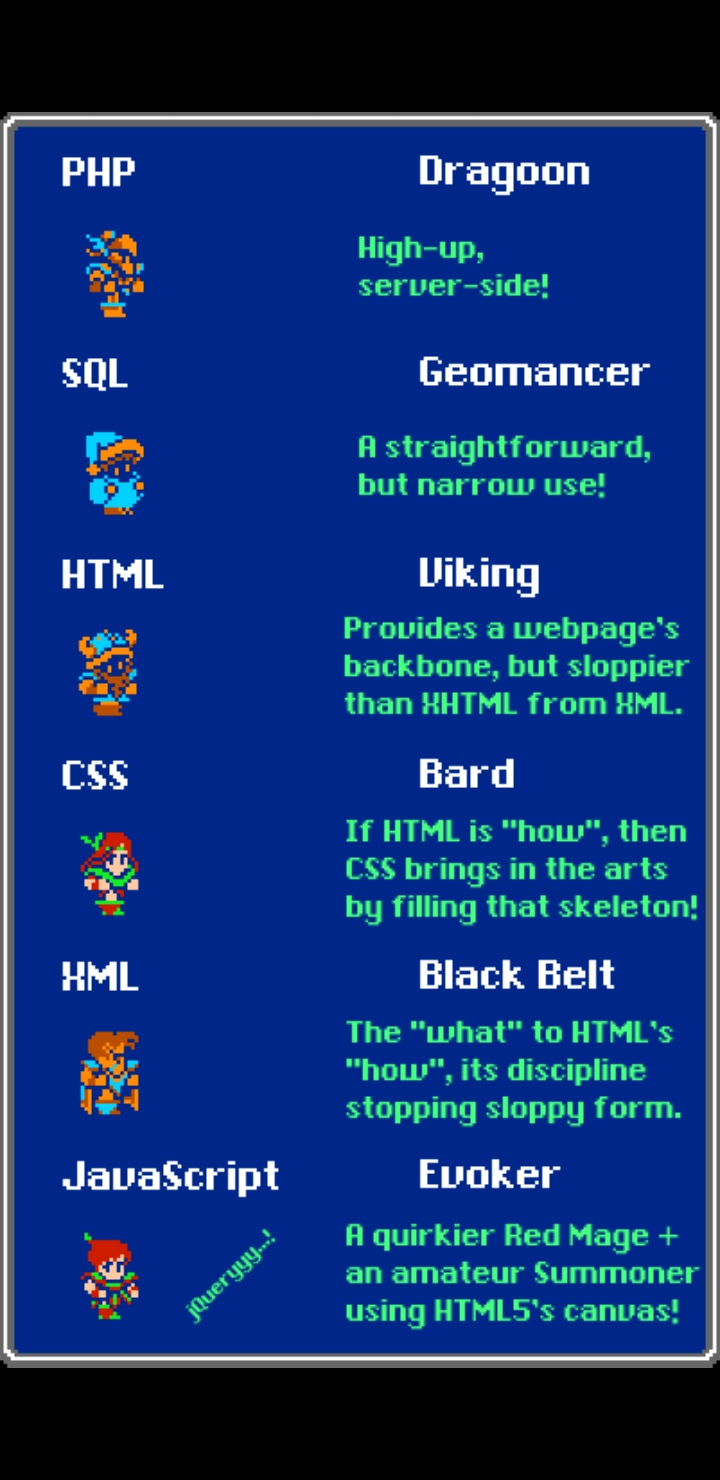 PHP
Dragoon
High-up,
server-side!
SQL
Geomancer
A straightforward,
but narrow use!
HTML
Viking
Provides a webpage's
backbone, but sloppier
than XHTML from XML.
CSS
Bard
If HTML is "how", then
CSS brings in the arts
by filling that skeleton!
XML
Black Belt
The "what" to HTML's
"how", its discipline
stopping sloppy form.
JavaScript
Evoker
jQueryyy..!
A quirkier Red Mage +
an amateur Summoner
using HTML5's canvas!